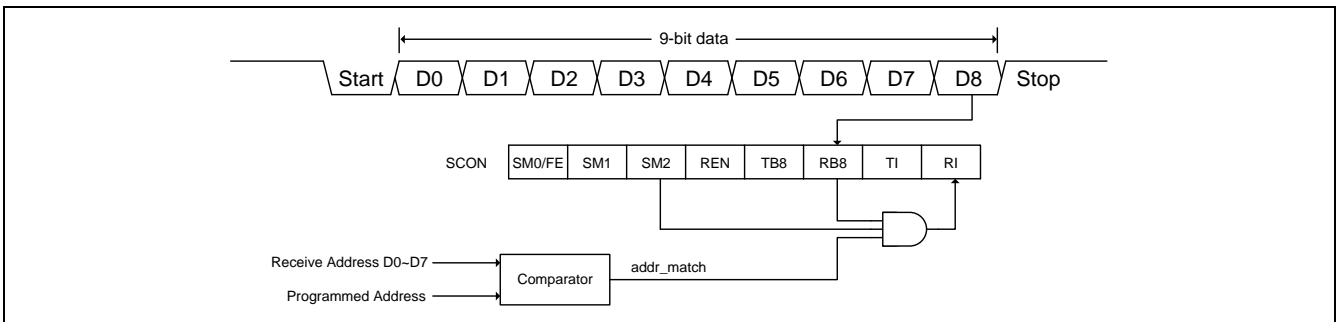 9-bit data
Start D0 D1 D2 D3 D4 D5 D6 D7 D8 Stop
SCON SM0/FE SM1 SM2 REN TB8 RB8 TI RI
Receive Address D0~D7
Comparator
addr_match
Programmed Address